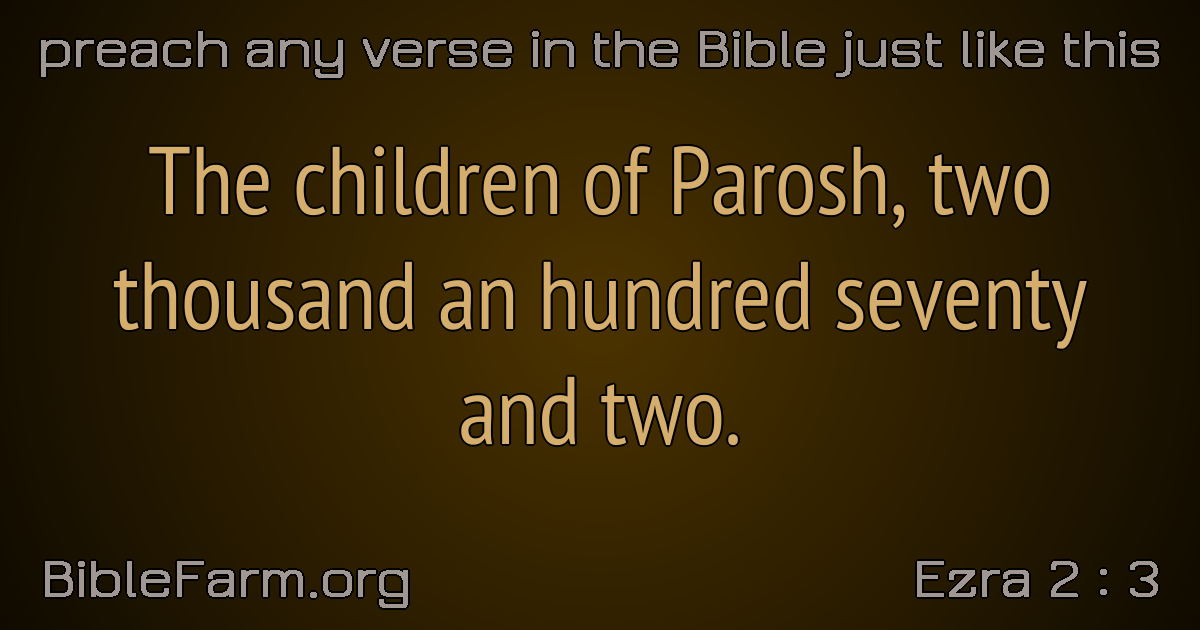 preach any verse in the Bible just like this
The children of Parosh, two
thousand an hundred seventy
and two.
BibleFarm.org
Ezra 2 : 3